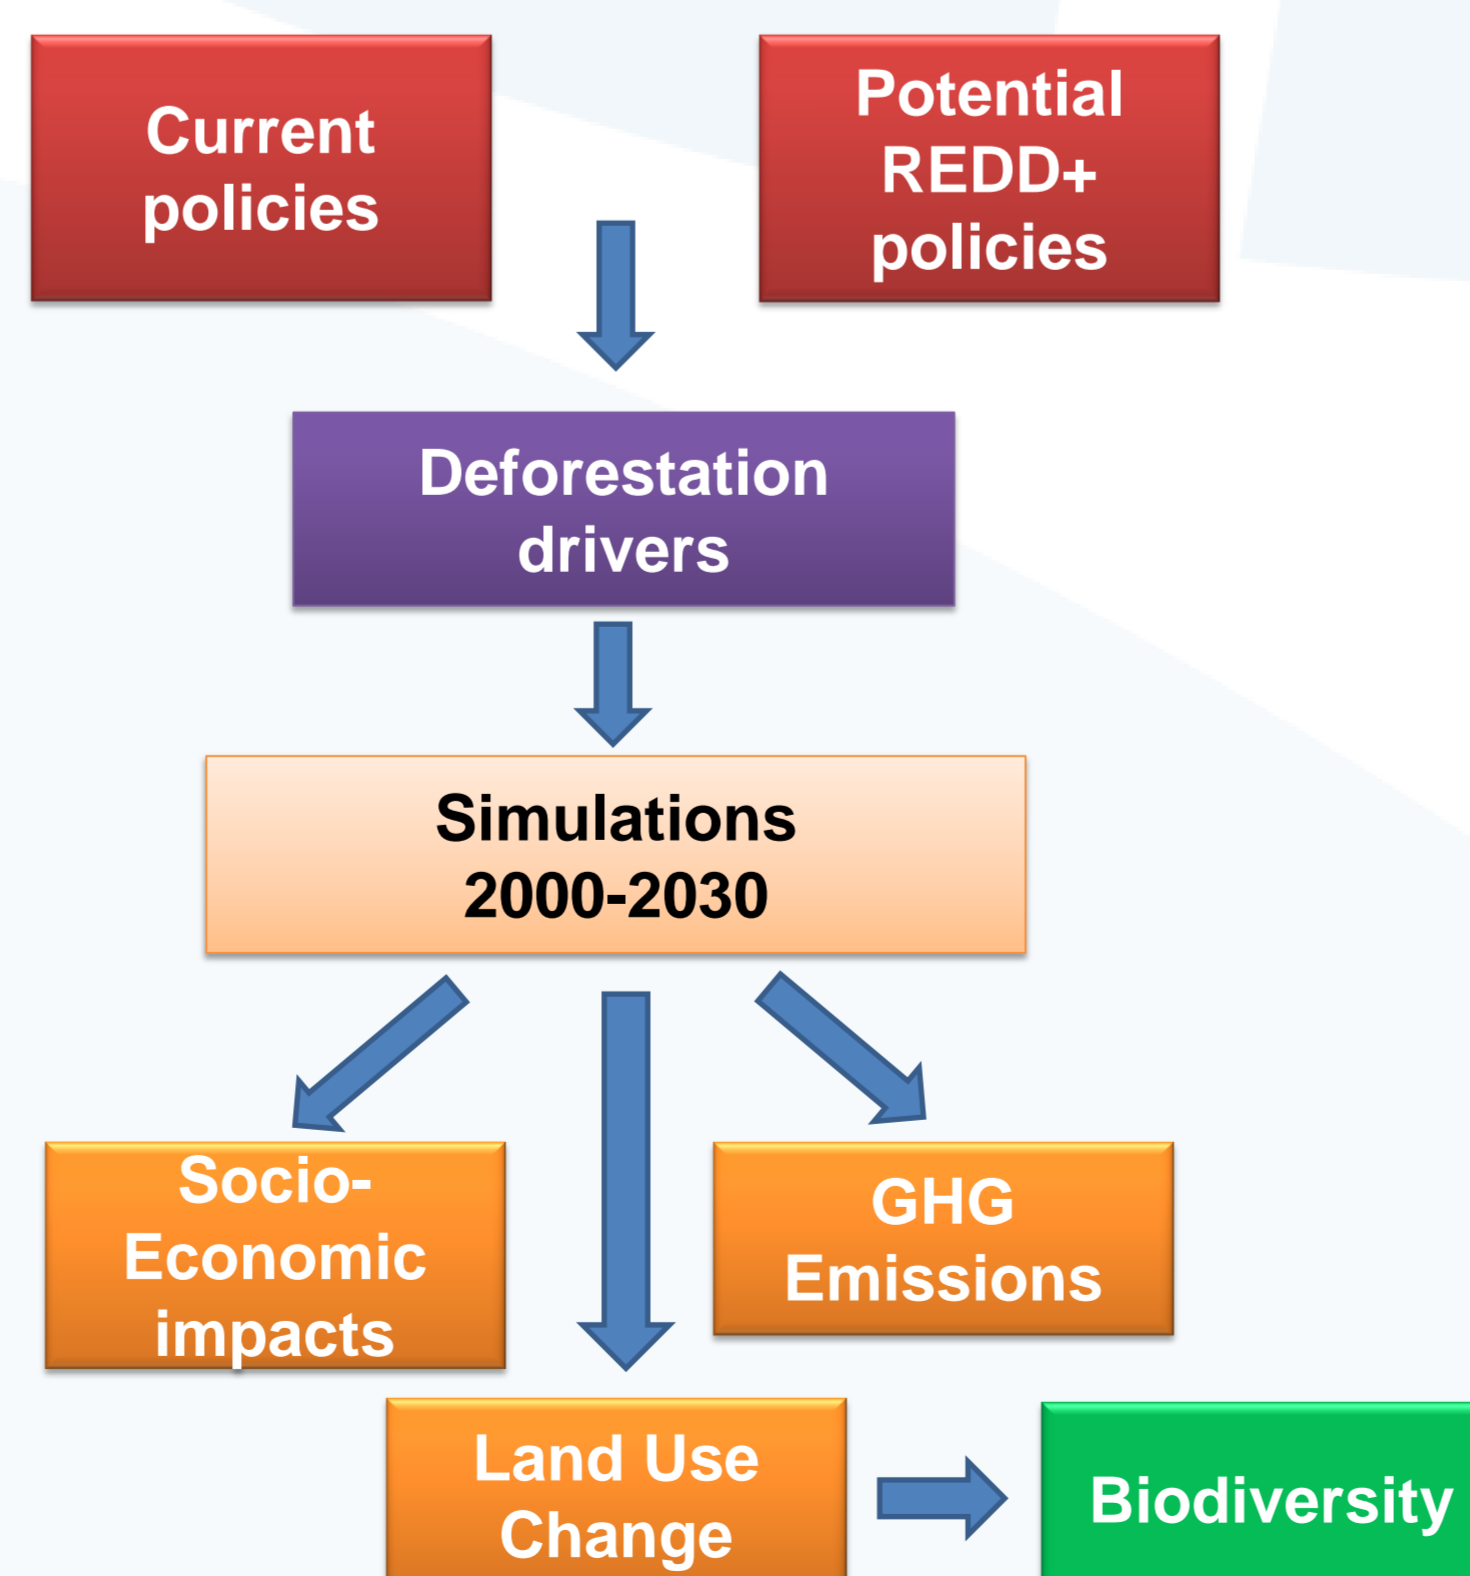 Current
policies
Potential
REDD+
policies
Deforestation
drivers
Simulations
2000-2030
Socio-
Economic
impacts
GHG
Emissions
Land Use
Change
Biodiversity